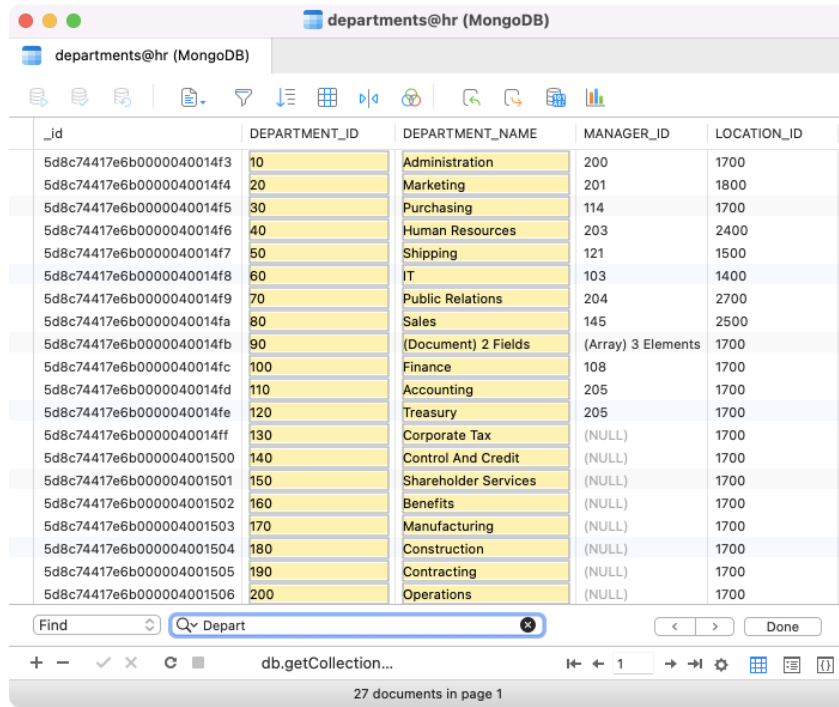 departments@hr (MongoDB)
departments@hr (MongoDB)
_id DEPARTMENT_ID DEPARTMENT_NAME MANAGER_ID LOCATION_ID
5d8c74417e6b0000040014f3 10 Administration 200 1700
5d8c74417e6b0000040014f4 20 Marketing 201 1800
5d8c74417e6b0000040014f5 30 Purchasing 114 1700
5d8c74417e6b0000040014f6 40 Human Resources 203 2400
5d8c74417e6b0000040014f7 50 Shipping 121 1500
5d8c74417e6b0000040014f8 60 IT 103 1400
5d8c74417e6b0000040014f9 70 Public Relations 204 2700
5d8c74417e6b0000040014fa 80 Sales 145 2500
5d8c74417e6b0000040014fb 90 (Document) 2 Fields (Array) 3 Elements 1700
5d8c74417e6b0000040014fc 100 Finance 108 1700
5d8c74417e6b0000040014fd 110 Accounting 205 1700
5d8c74417e6b0000040014fe 120 Treasury 205 1700
5d8c74417e6b0000040014ff 130 Corporate Tax (NULL) 1700
5d8c74417e6b000004001500 140 Control And Credit (NULL) 1700
5d8c74417e6b000004001501 150 Shareholder Services (NULL) 1700
5d8c74417e6b000004001502 160 Benefits (NULL) 1700
5d8c74417e6b000004001503 170 Manufacturing (NULL) 1700
5d8c74417e6b000004001504 180 Construction (NULL) 1700
5d8c74417e6b000004001505 190 Contracting (NULL) 1700
5d8c74417e6b000004001506 200 Operations (NULL) 1700
Find Depart Done
db.getCollection... 1
27 documents in page 1